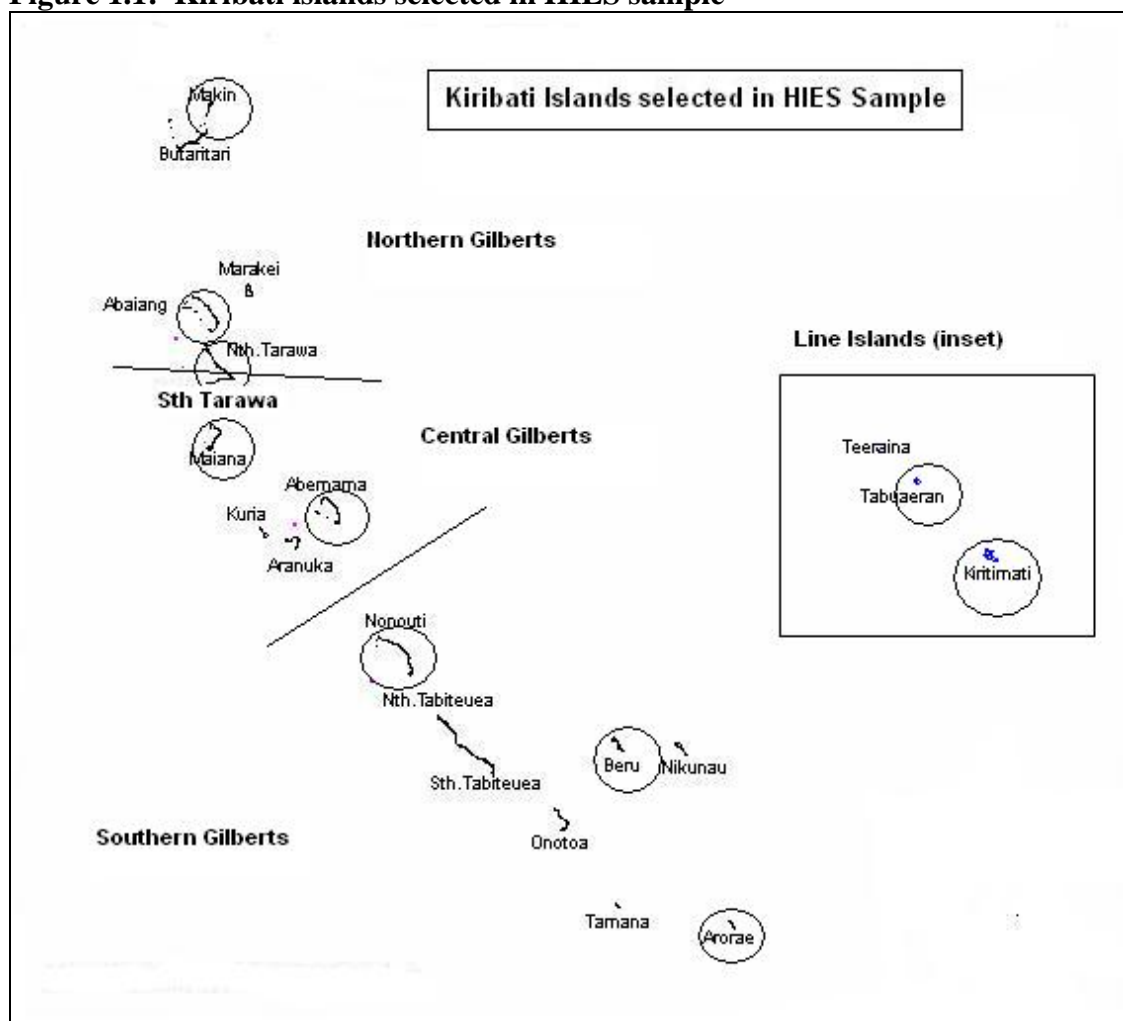 Figure 1.1: Kiribati islands selected in HIES sample
Kiribati Islands selected in HIES Sample
Makin
Butaritari
Northern Gilberts
Marakei
Abaiang
Nth.Tarawa
Line Islands (inset)
Sth Tarawa
Central Gilberts
Maiana
Teeraina
Abemama
Tabuaeran
Kuria
Aranuka
Kiritimati
Nonouti
Nth.Tabiteuea
Beru
Nikunau
Sth.Tabiteuea
Southern Gilberts
Onotoa
Tamana
Arorae